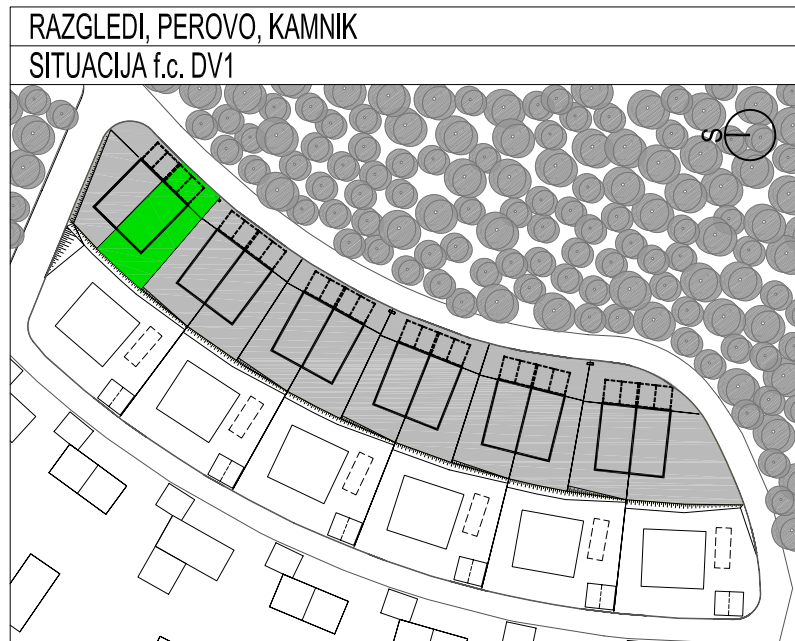 RAZGLEDI, PEROVO, KAMNIK
SITUACIJA f.c. DV1
S